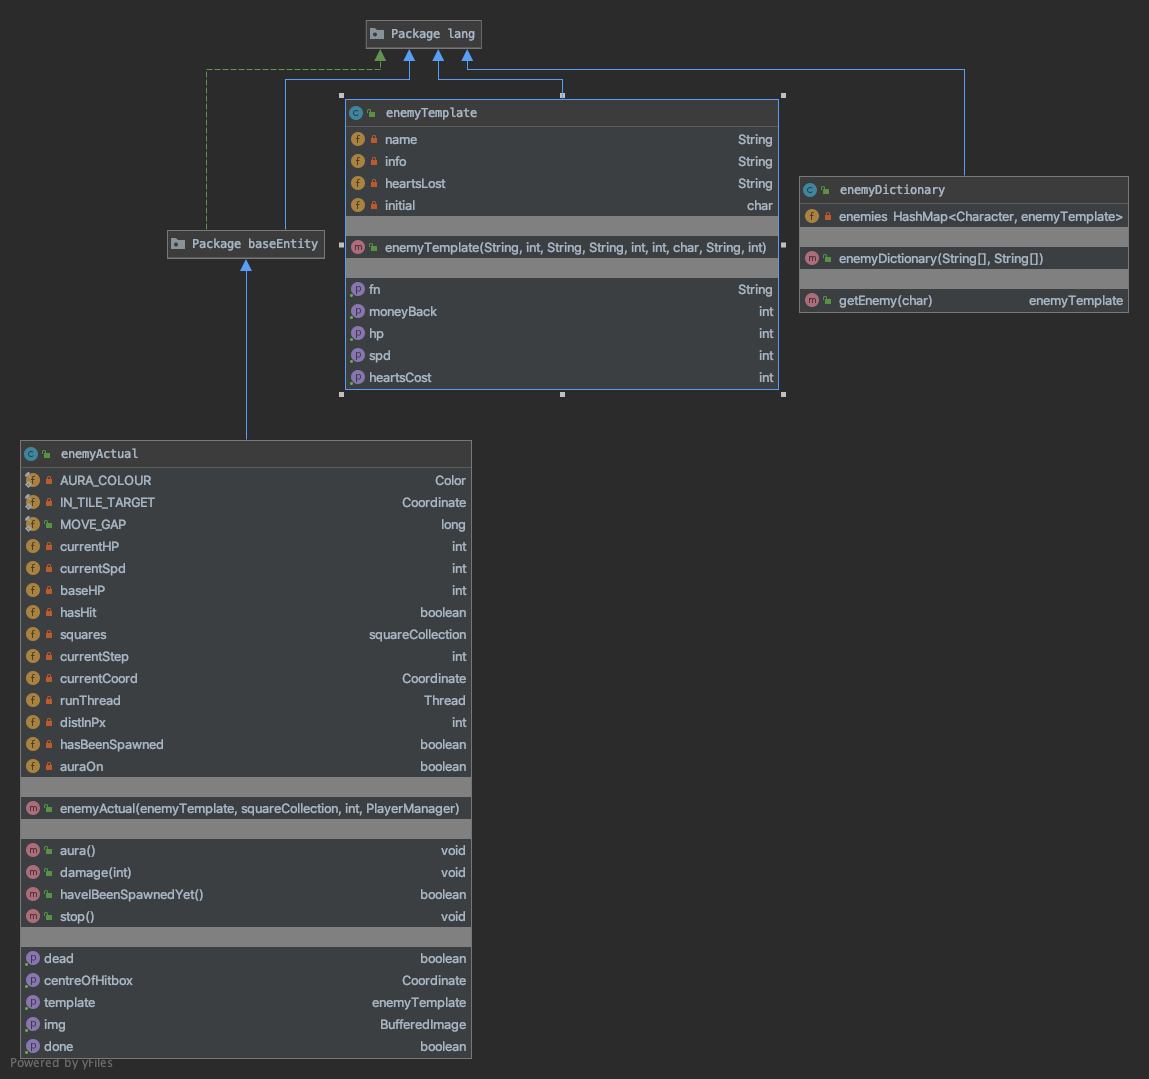 Package lang
enemyTemplate
name String
info String
heartsLost String
initial char
enemyTemplate(String, int, String, String, int, int, char, String, int)
fn String
moneyBack int
hp int
spd int
heartsCost int
enemyDictionary
enemies HashMap<Character, enemyTemplate>
enemyDictionary(String[], String[])
getEnemy(char) enemyTemplate
Package baseEntity
enemyActual
AURA_COLOUR Color
IN_TILE_TARGET Coordinate
MOVE_GAP long
currentHP int
currentSpd int
baseHP int
hasHit boolean
squares squareCollection
currentStep int
currentCoord Coordinate
runThread Thread
distInPx int
hasBeenSpawned boolean
auraOn boolean
enemyActual(enemyTemplate, squareCollection, int, PlayerManager)
aura() void
damage(int) void
haveIBeenSpawnedYet() boolean
stop() void
dead boolean
centreOfHitbox Coordinate
template enemyTemplate
img BufferedImage
done boolean
Powered by yFiles